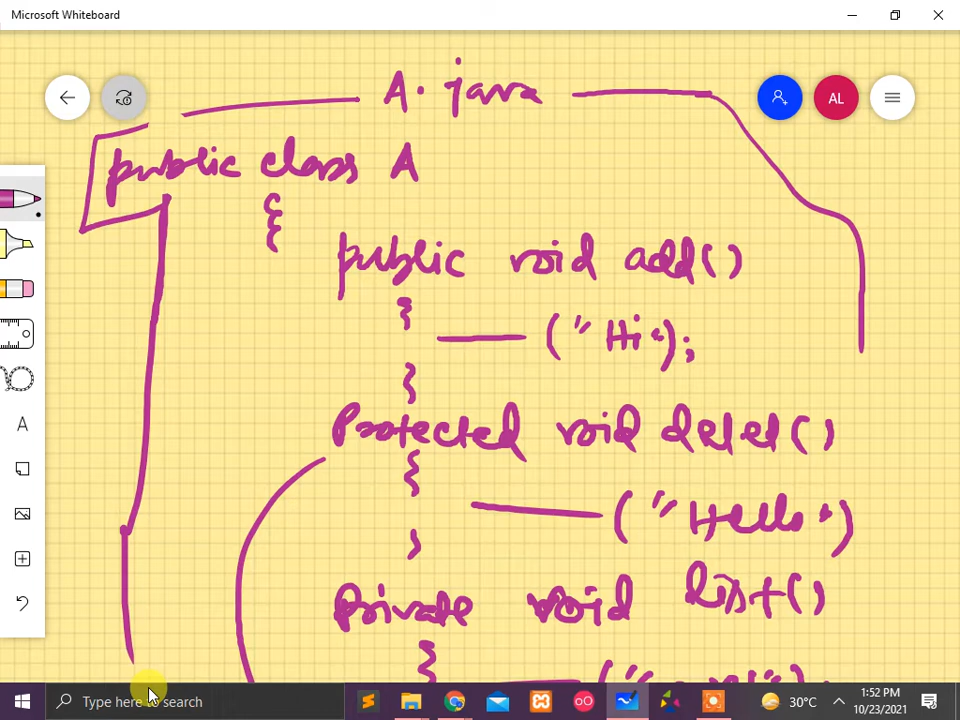 Microsoft Whiteboard
A. java
AL
public class A
{
public void add()
{
("Hi");
}
Protected void delet()
{
("Hello")
}
private void list()
{
A
Type here to search
30°C
1:52 PM
10/23/2021